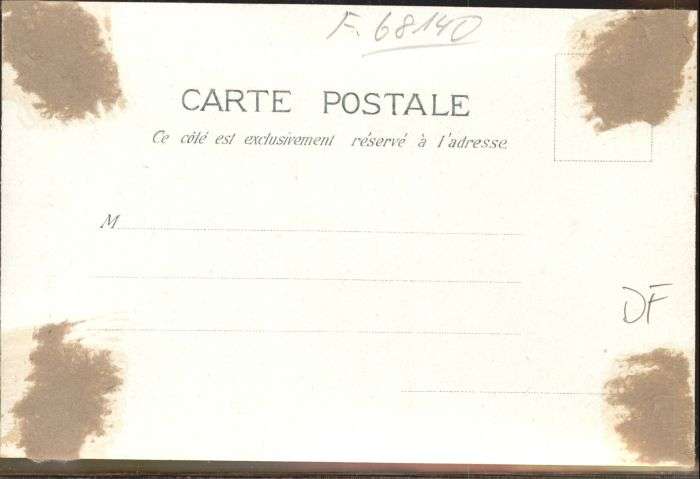 F. 68140
CARTE POSTALE
Ce côté est exclusivement réservé à l'adresse
M
DF